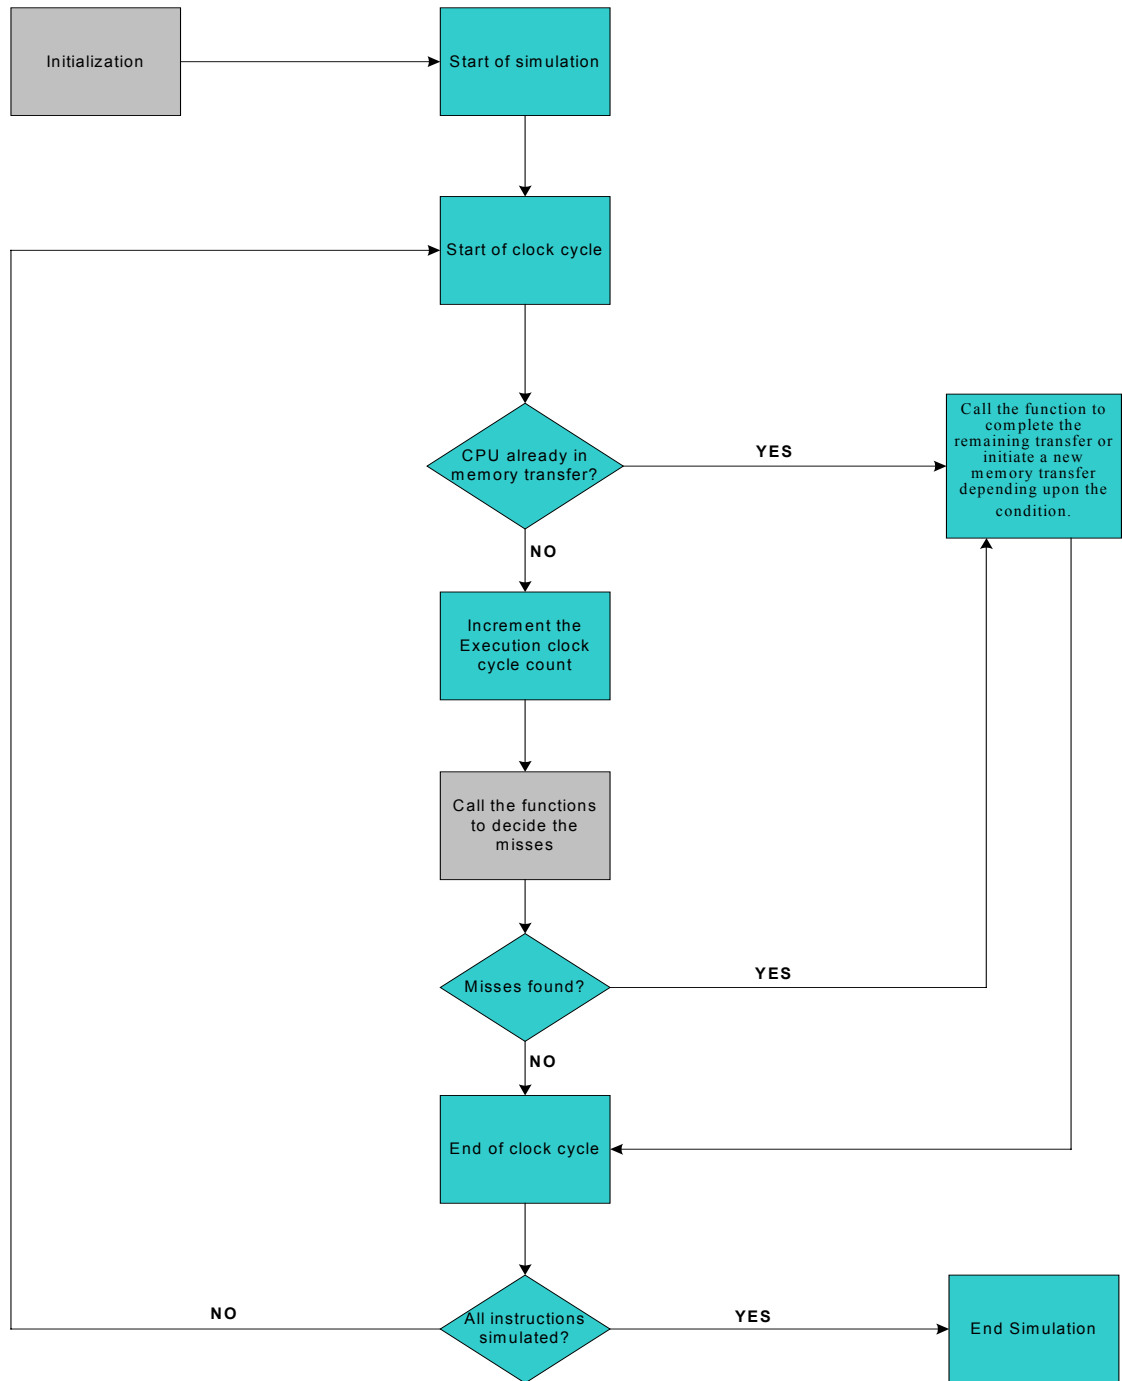 Initialization
Start of simulation
Start of clock cycle
CPU already in
memory transfer?
YES
Call the function to
complete the
remaining transfer or
initiate a new
memory transfer
depending upon the
condition.
NO
Increment the
Execution clock
cycle count
Call the functions
to decide the
misses
Misses found?
YES
NO
End of clock cycle
NO
All instructions
simulated?
YES
End Simulation